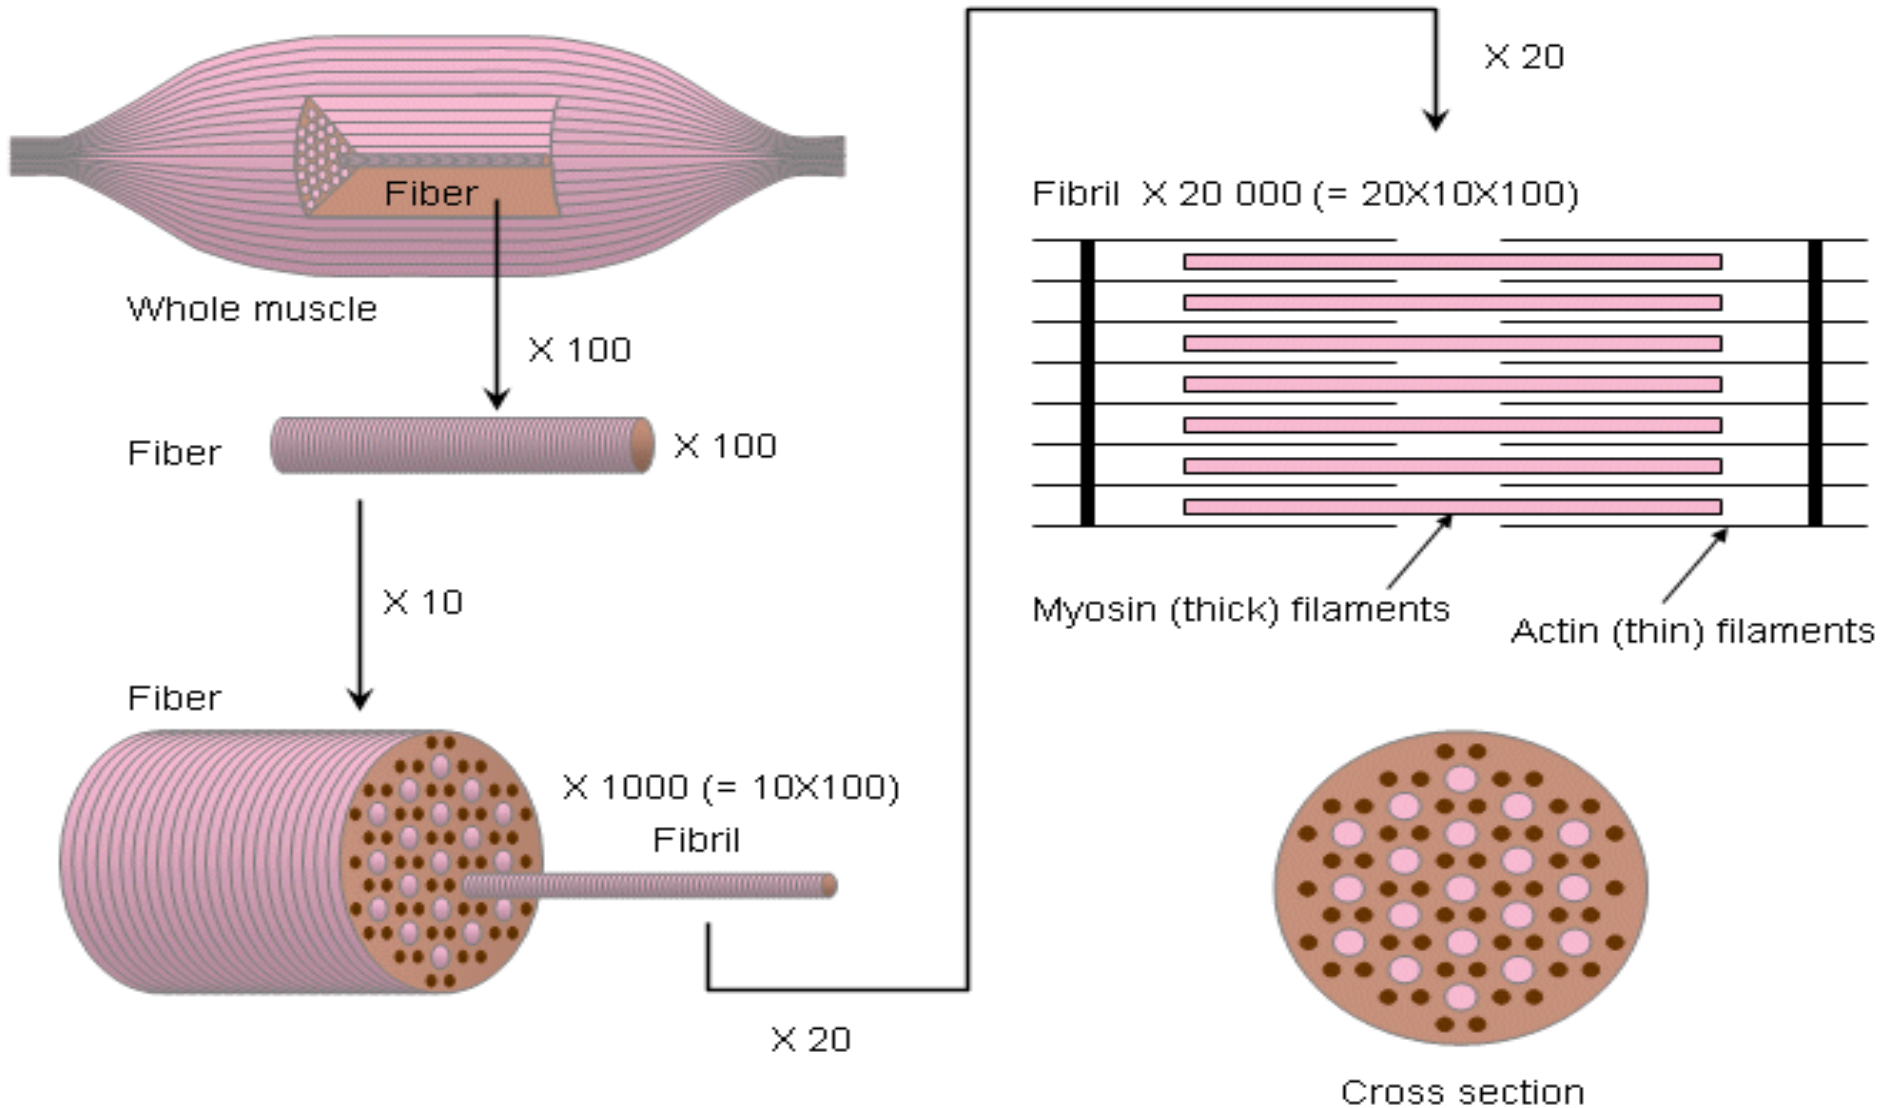 Fiber
Whole muscle
X 100
Fiber
X 100
X 10
Fiber
X 1000 (= 10X100)
Fibril
X 20
X 20
Fibril X 20 000 (= 20X10X100)
Myosin (thick) filaments
Actin (thin) filaments
Cross section